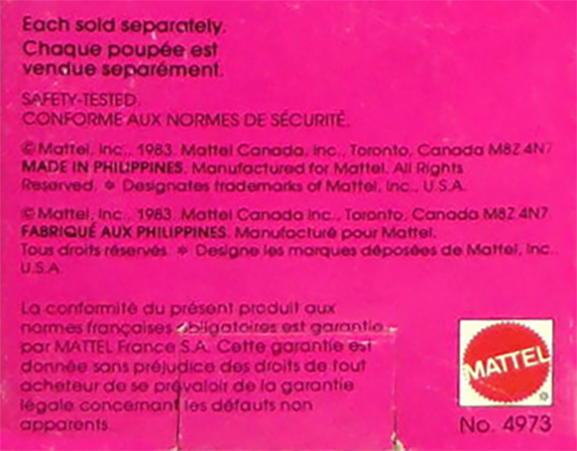 Each sold separately.
Chaque poupée est
vendue separément.
SAFETY-TESTED.
CONFORME AUX NORMES DE SÉCURITÉ.
© Mattel, Inc., 1983. Mattel Canada, Inc., Toronto, Canada M8Z 4N7
MADE IN PHILIPPINES. Manufactured for Mattel. All Rights
Reserved. * Designates trademarks of Mattel, Inc., U.S.A.
© Mattel, Inc., 1983. Mattel Canada Inc., Toronto, Canada M8Z 4N7
FABRIQUÉ AUX PHILIPPINES. Manufacturé pour Mattel.
Tous droits réservés. * Designe les marques déposées de Mattel, Inc.,
U.S.A.
La conformité du présent produit aux
normes françaises obligatoires est garantie
par MATTEL France S.A. Cette garantie est
donnée sans préjudice des droits de tout
acheteur de se prévaloir de la garantie
légale concernant les défauts non
apparents.
MATTEL
®
No. 4973